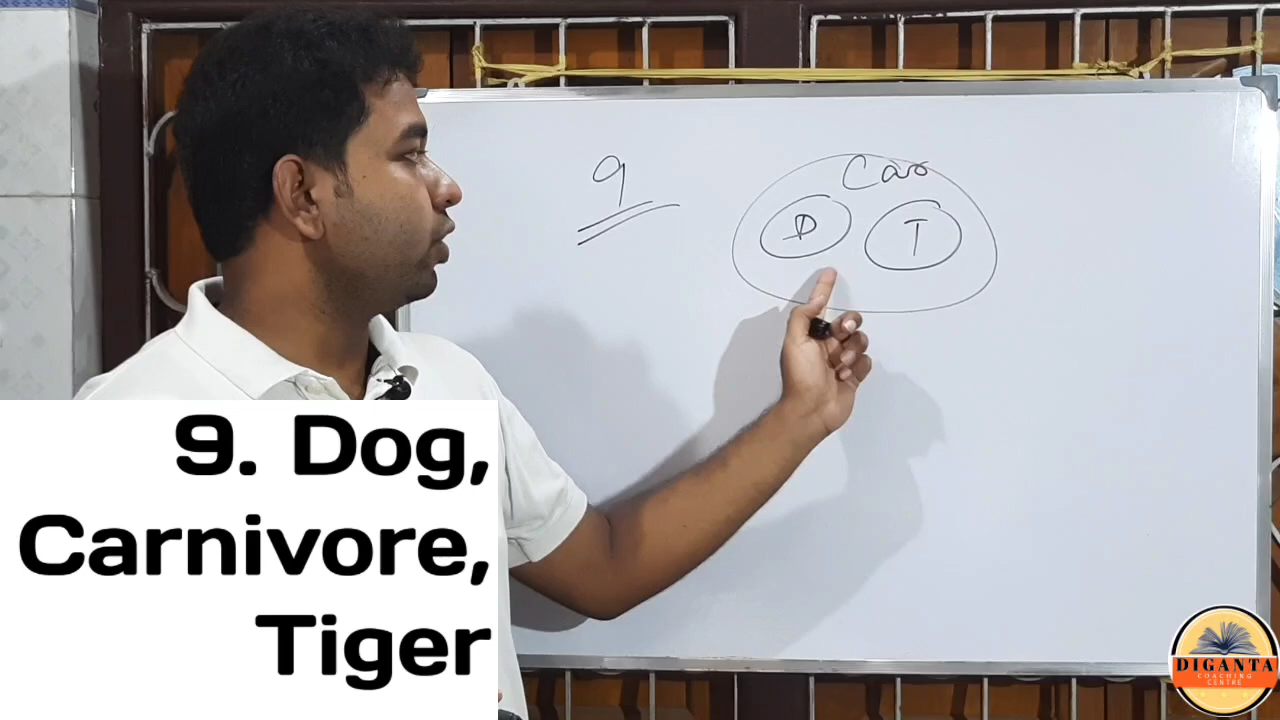 9
Car
D
T
9. Dog,
Carnivore,
Tiger
DIGANTA
COACHING
CENTRE